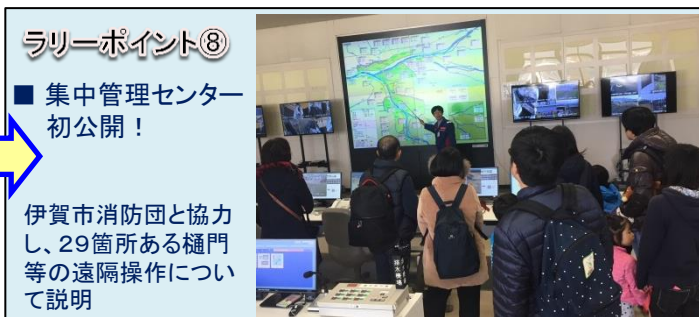 ラリーポイント⑧
■ 集中管理センター
初公開！
伊賀市消防団と協力
し、29箇所ある樋門
等の遠隔操作につい
て説明